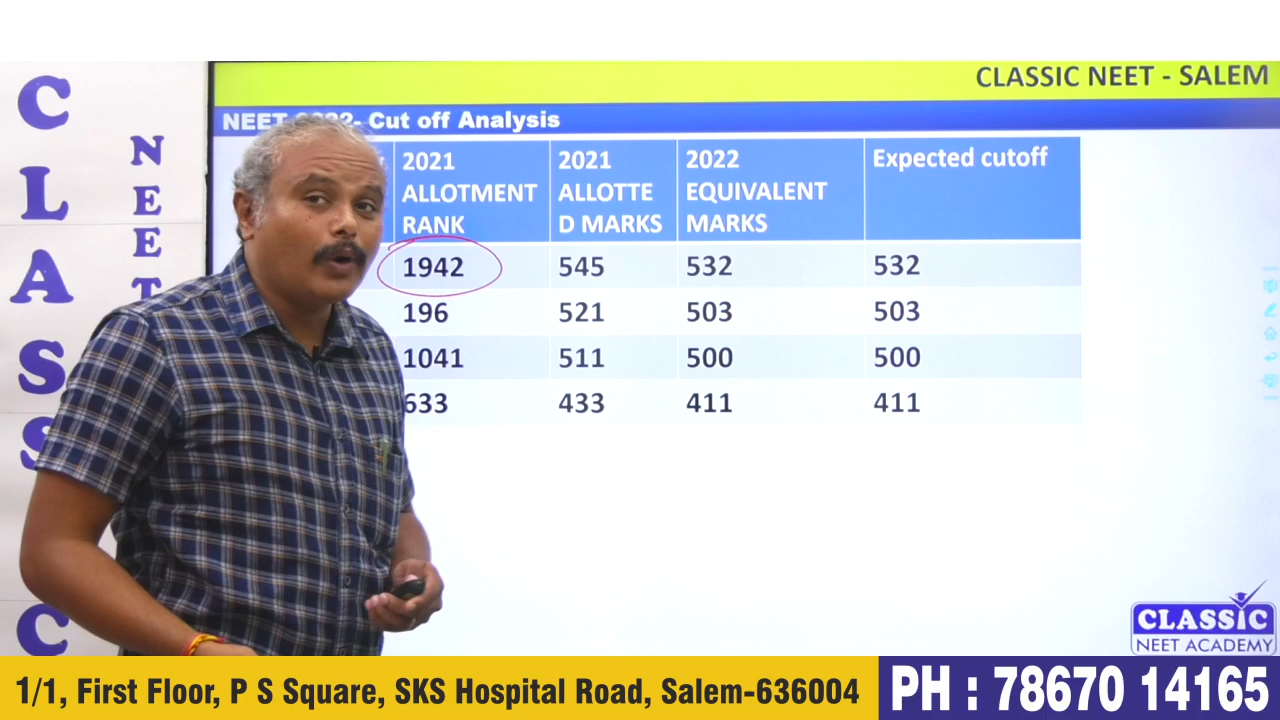 CLASSIC NEET - SALEM
NEET 2022- Cut off Analysis
C
L
A
S
S
C
N
E
E
T
2021 ALLOTMENT RANK
2021 ALLOTTE D MARKS
2022 EQUIVALENT MARKS
Expected cutoff
1942 545 532 532
196 521 503 503
1041 511 500 500
633 433 411 411
CLASSIC
NEET ACADEMY
1/1, First Floor, P S Square, SKS Hospital Road, Salem-636004
PH : 78670 14165